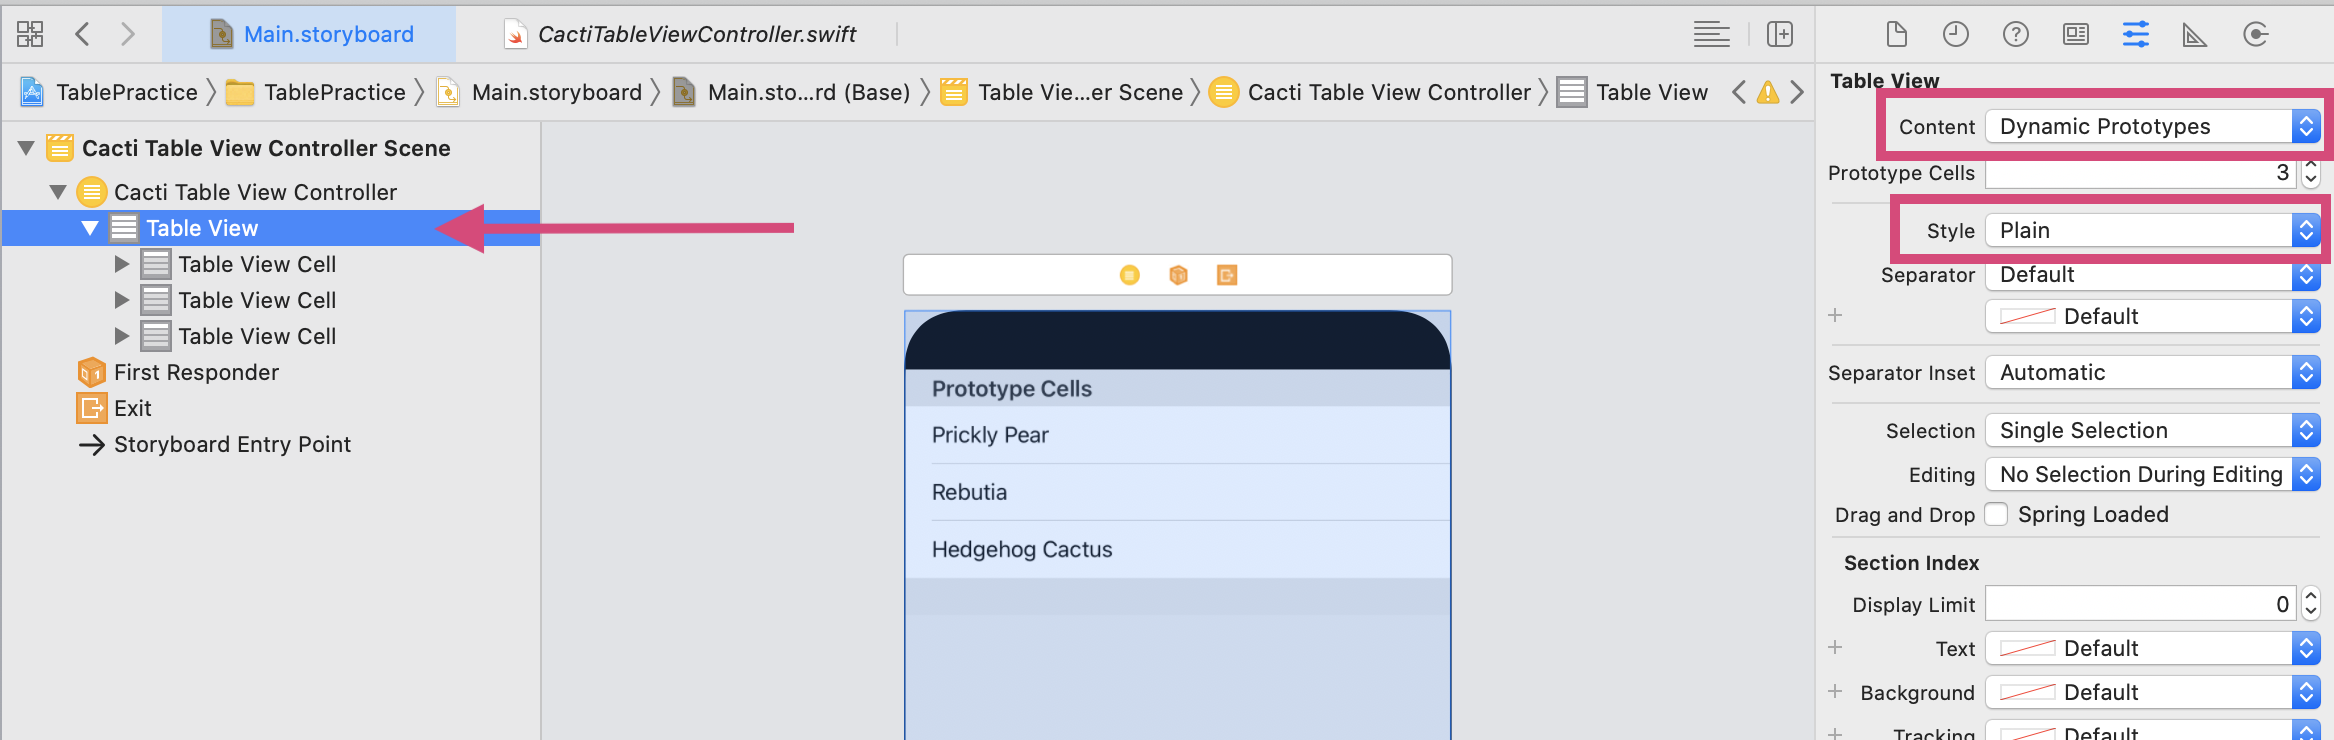 Main.storyboard
CactiTableViewController.swift
TablePractice
TablePractice
Main.storyboard
Main.sto...rd (Base)
Table Vie...er Scene
Cacti Table View Controller
Table View
Cacti Table View Controller Scene
Cacti Table View Controller
Table View
Table View Cell
Table View Cell
Table View Cell
First Responder
Exit
Storyboard Entry Point
Prototype Cells
Prickly Pear
Rebutia
Hedgehog Cactus
Table View
Content Dynamic Prototypes
Prototype Cells 3
Style Plain
Separator Default
Default
Separator Inset Automatic
Selection Single Selection
Editing No Selection During Editing
Drag and Drop Spring Loaded
Section Index
Display Limit 0
Text Default
Background Default
Tracking Default